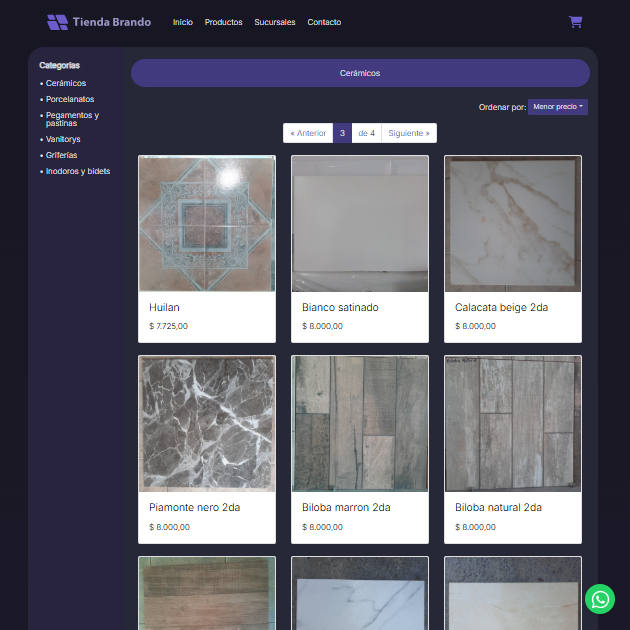 Tienda Brando
Inicio
Productos
Sucursales
Contacto
Categorias
• Cerámicos
• Porcelanatos
• Pegamentos y
pastinas
• Vanitorys
• Griferías
• Inodoros y bidets
Cerámicos
Ordenar por: Menor precio
« Anterior 3 de 4 Siguiente »
Huilan
$ 7.725,00
Bianco satinado
$ 8.000,00
Calacata beige 2da
$ 8.000,00
Piamonte nero 2da
$ 8.000,00
Biloba marron 2da
$ 8.000,00
Biloba natural 2da
$ 8.000,00